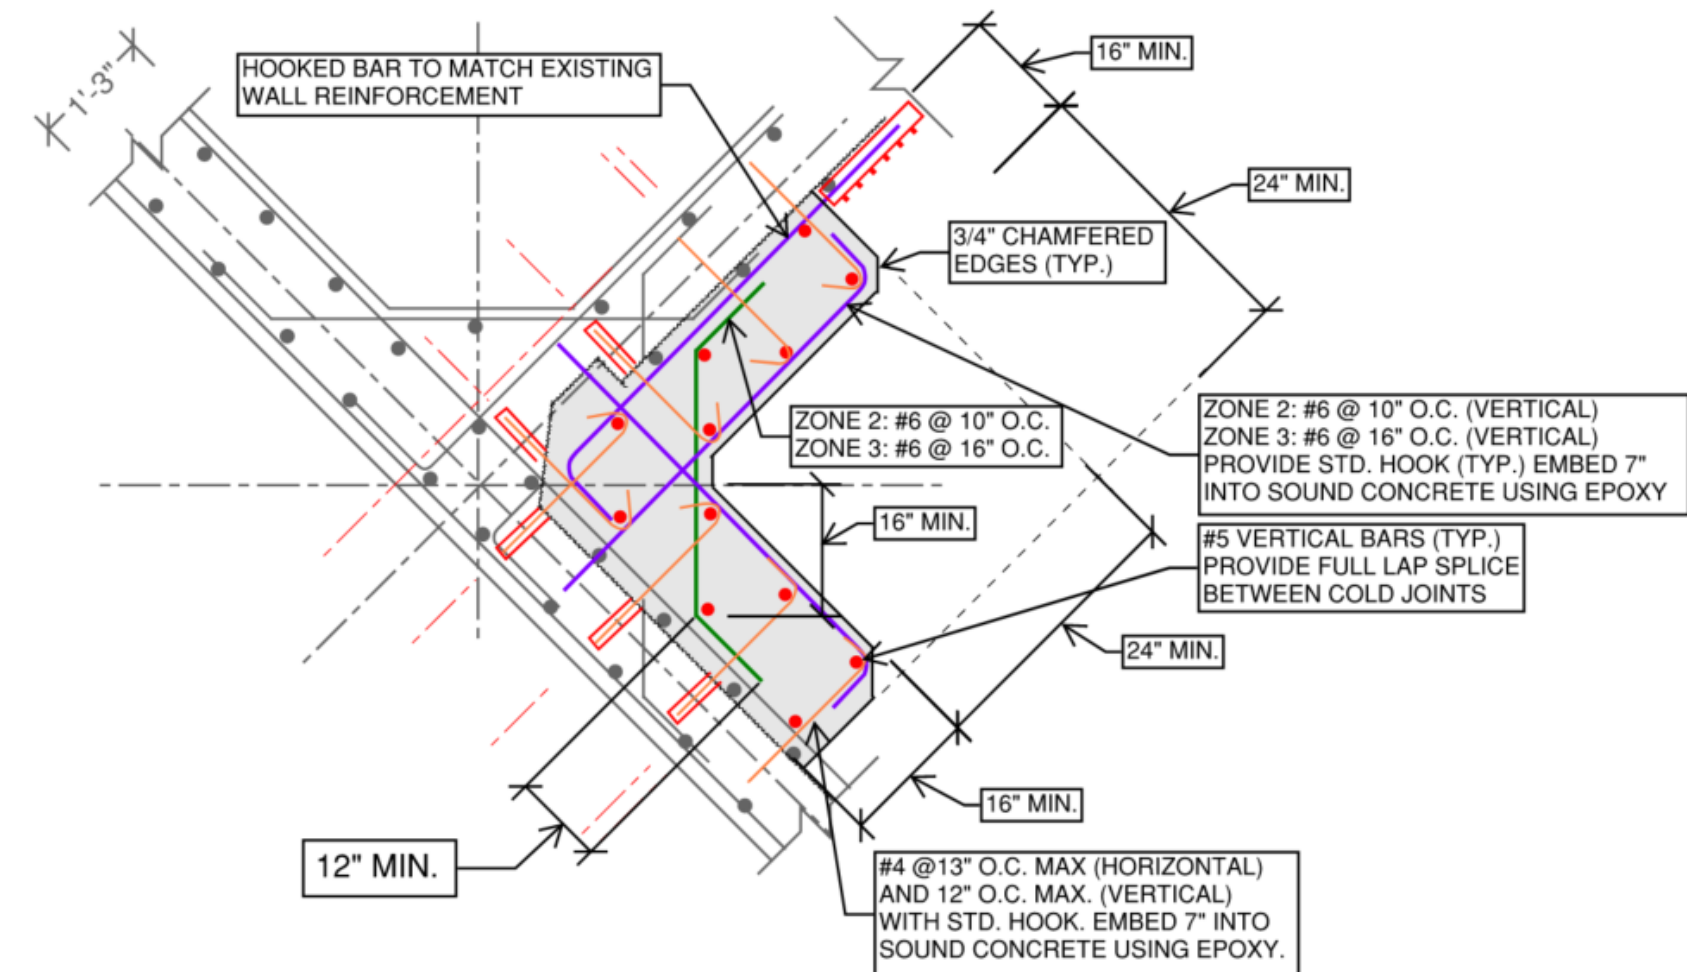 1'-3"
HOOKED BAR TO MATCH EXISTING
WALL REINFORCEMENT
16" MIN.
24" MIN.
3/4" CHAMFERED
EDGES (TYP.)
ZONE 2: #6 @ 10" O.C.
ZONE 3: #6 @ 16" O.C.
ZONE 2: #6 @ 10" O.C. (VERTICAL)
ZONE 3: #6 @ 16" O.C. (VERTICAL)
PROVIDE STD. HOOK (TYP.) EMBED 7"
INTO SOUND CONCRETE USING EPOXY
16" MIN.
#5 VERTICAL BARS (TYP.)
PROVIDE FULL LAP SPLICE
BETWEEN COLD JOINTS
24" MIN.
16" MIN.
12" MIN.
#4 @13" O.C. MAX (HORIZONTAL)
AND 12" O.C. MAX. (VERTICAL)
WITH STD. HOOK. EMBED 7" INTO
SOUND CONCRETE USING EPOXY.